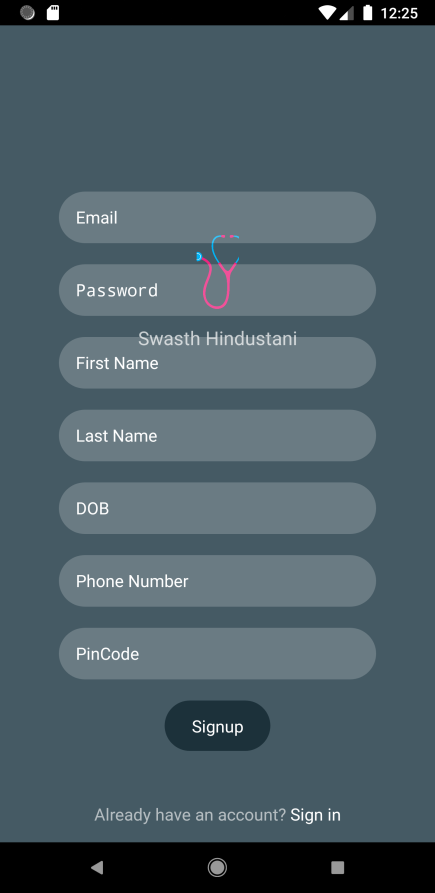 12:25
Email
Password
Swasth Hindustani
First Name
Last Name
DOB
Phone Number
PinCode
Signup
Already have an account? Sign in